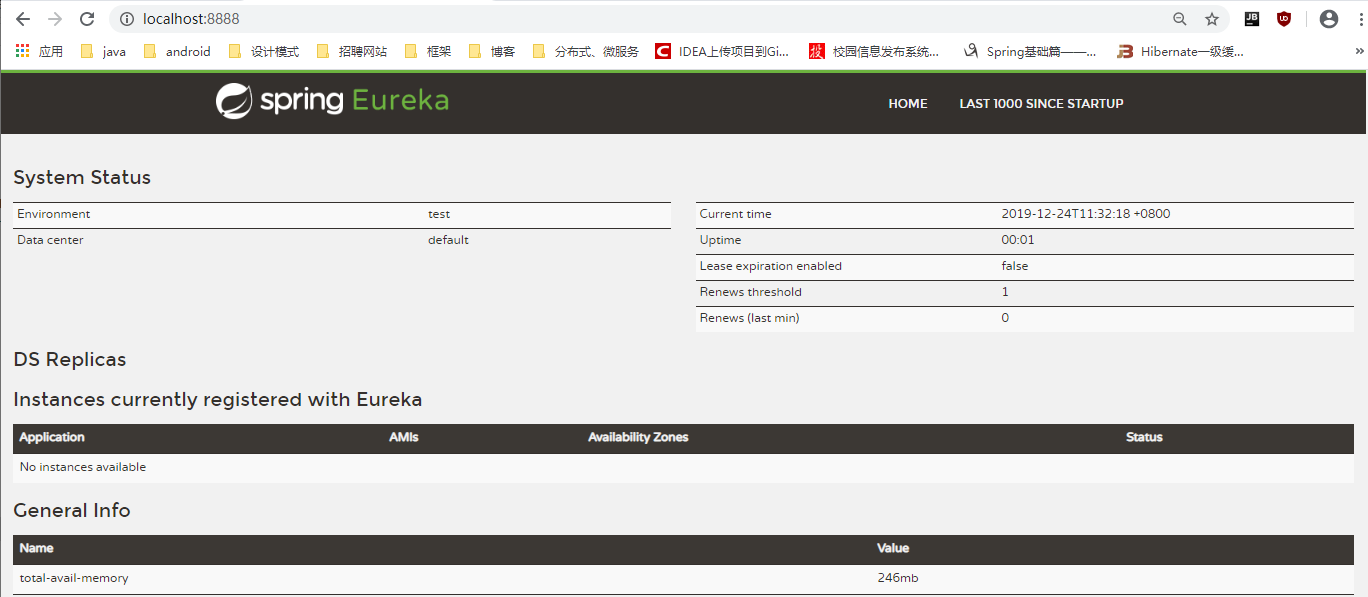 localhost:8888
JB
应用 java android 设计模式 招聘网站 框架 博客 分布式、微服务 C IDEA上传项目到Gi... 技 校园信息发布系统... Spring基础篇——... Hibernate一级缓...
spring Eureka HOME LAST 1000 SINCE STARTUP
System Status
Environment test
Data center default
Current time 2019-12-24T11:32:18 +0800
Uptime 00:01
Lease expiration enabled false
Renews threshold 1
Renews (last min) 0
DS Replicas
Instances currently registered with Eureka
Application AMIs Availability Zones Status
No instances available
General Info
Name Value
total-avail-memory 246mb